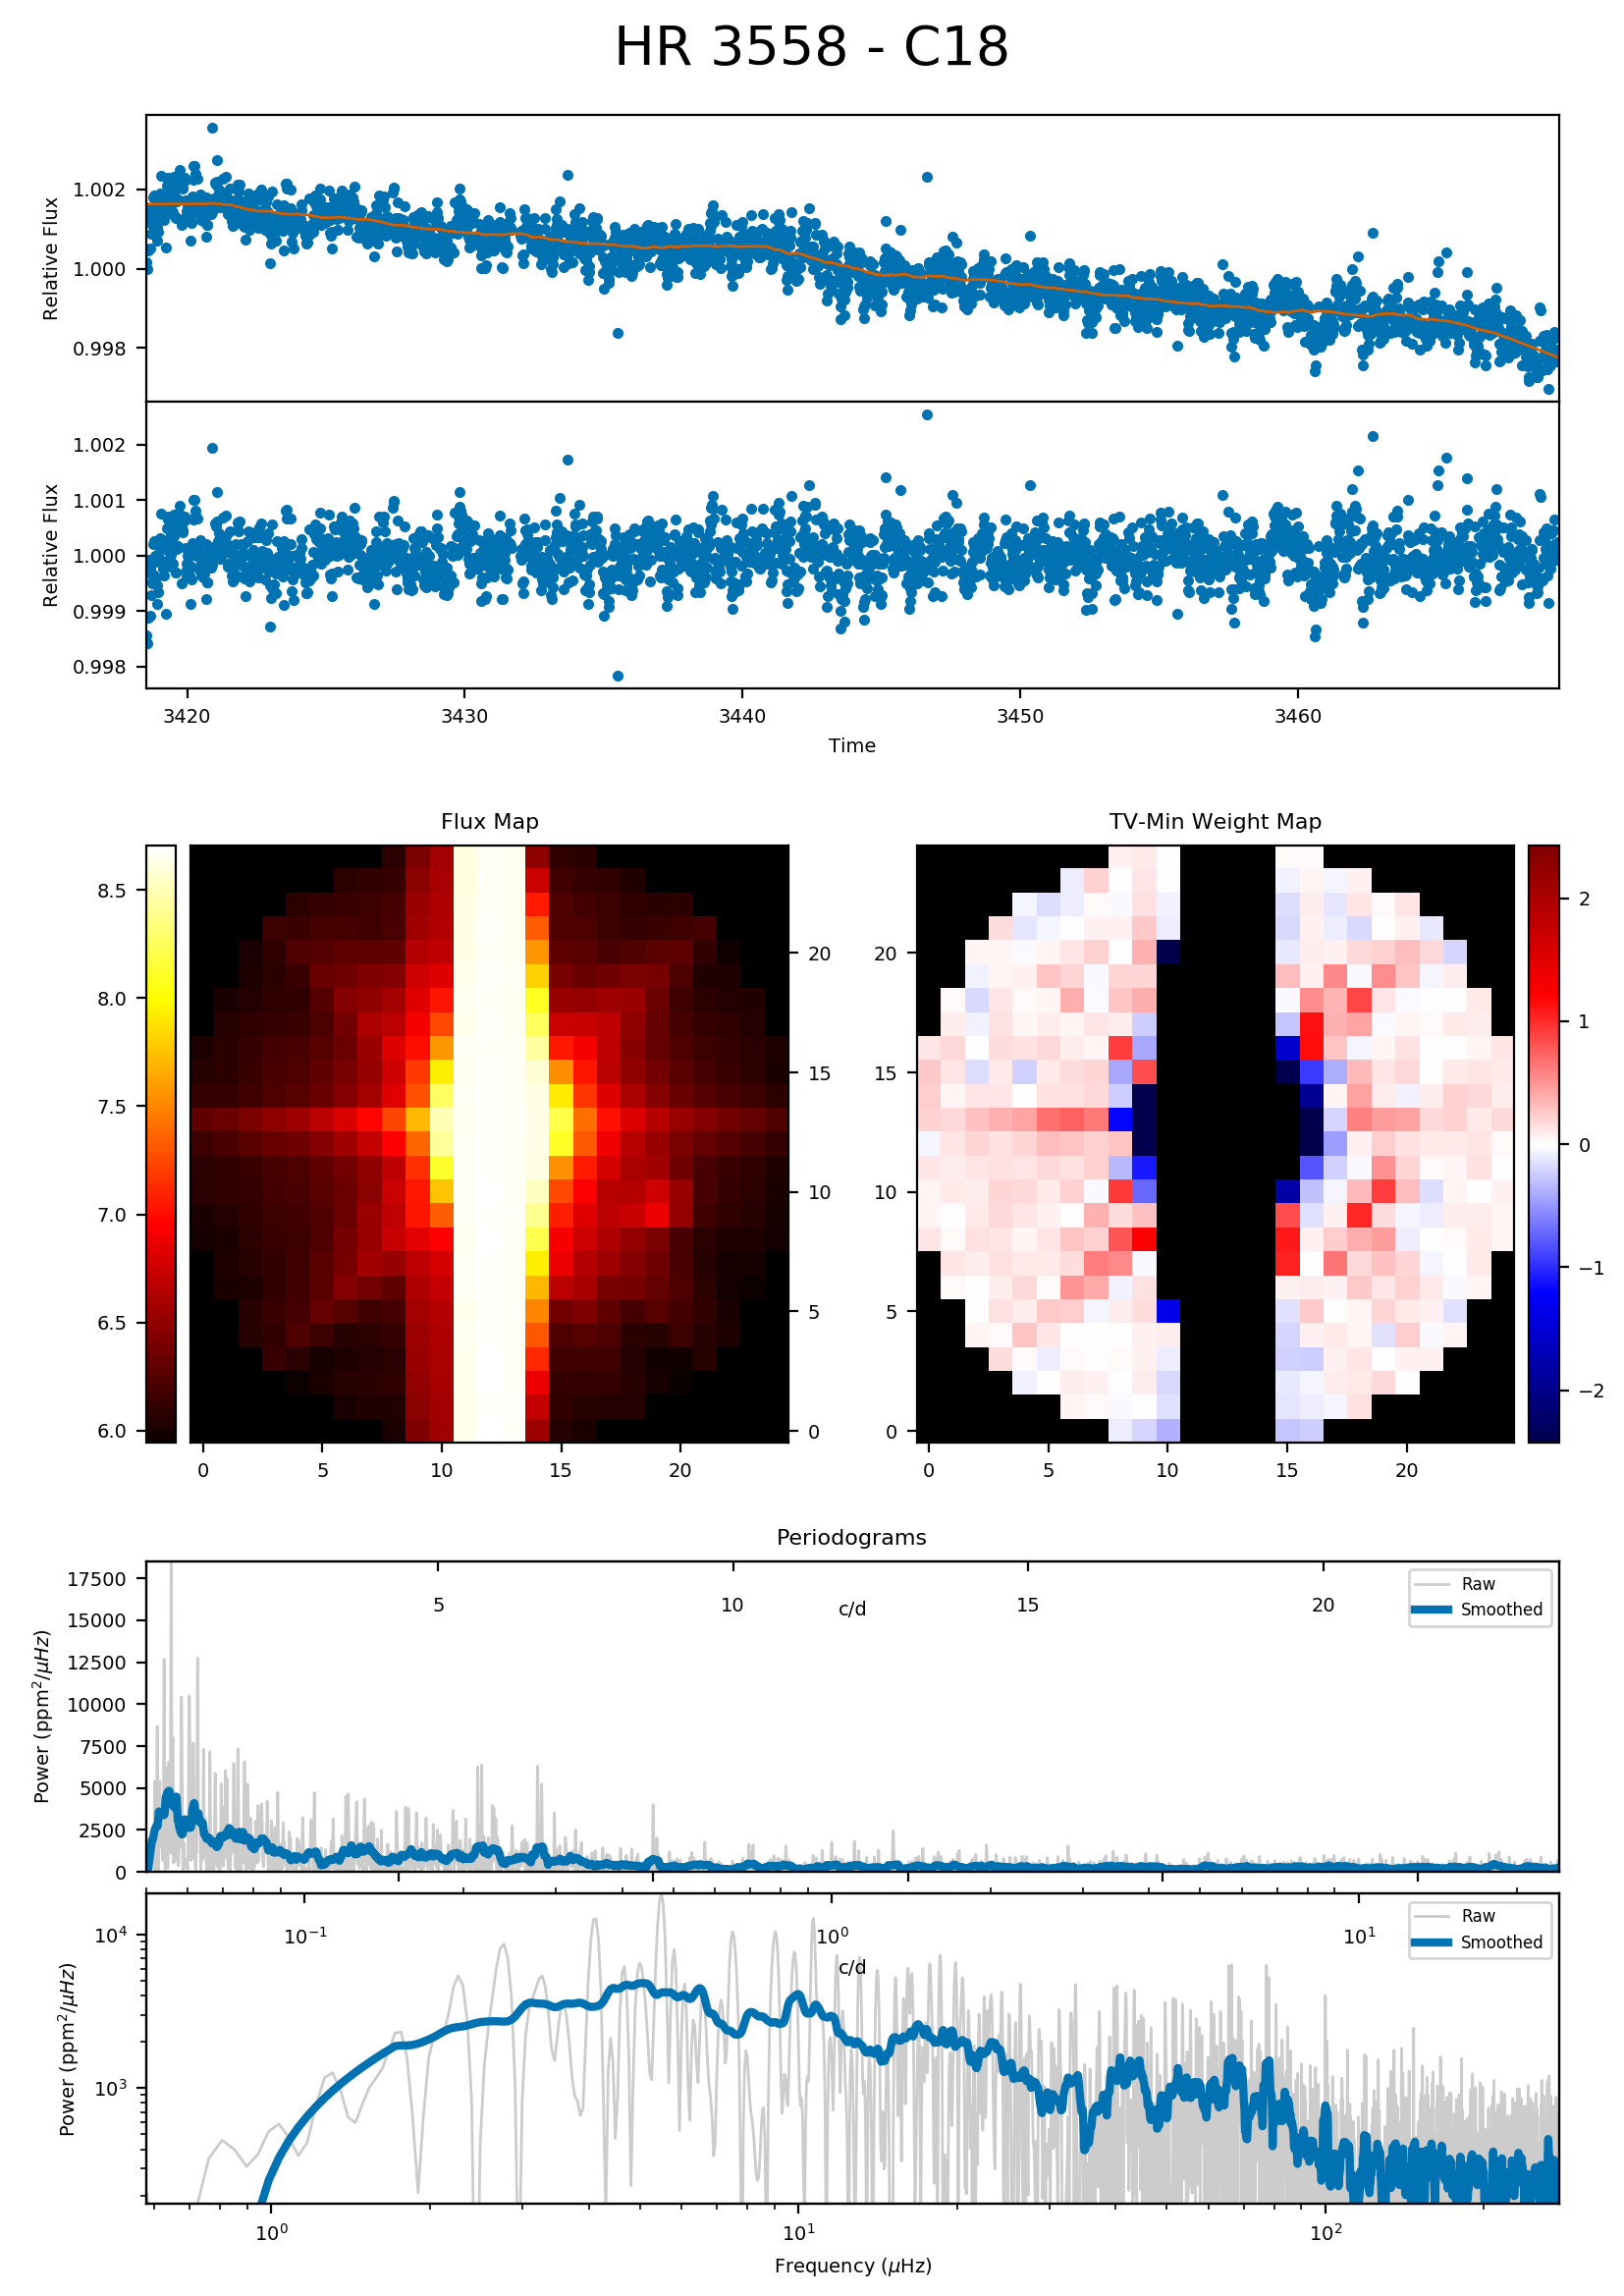 HR 3558 - C18
Relative Flux
1.002
1.000
0.998
Relative Flux
1.002
1.001
1.000
0.999
0.998
3420 3430 3440 3450 3460
Time
Flux Map
8.5
8.0
7.5
7.0
6.5
6.0
20
15
10
5
0
0 5 10 15 20
TV-Min Weight Map
20
15
10
5
0
2
1
0
−1
−2
0 5 10 15 20
Periodograms
Power (ppm²/μHz)
17500
15000
12500
10000
7500
5000
2500
0
5 10 15 20
c/d
Raw
Smoothed
Power (ppm²/μHz)
10⁴
10³
10⁻¹ 10⁰ 10¹
c/d
Raw
Smoothed
10⁰ 10¹ 10²
Frequency (μHz)